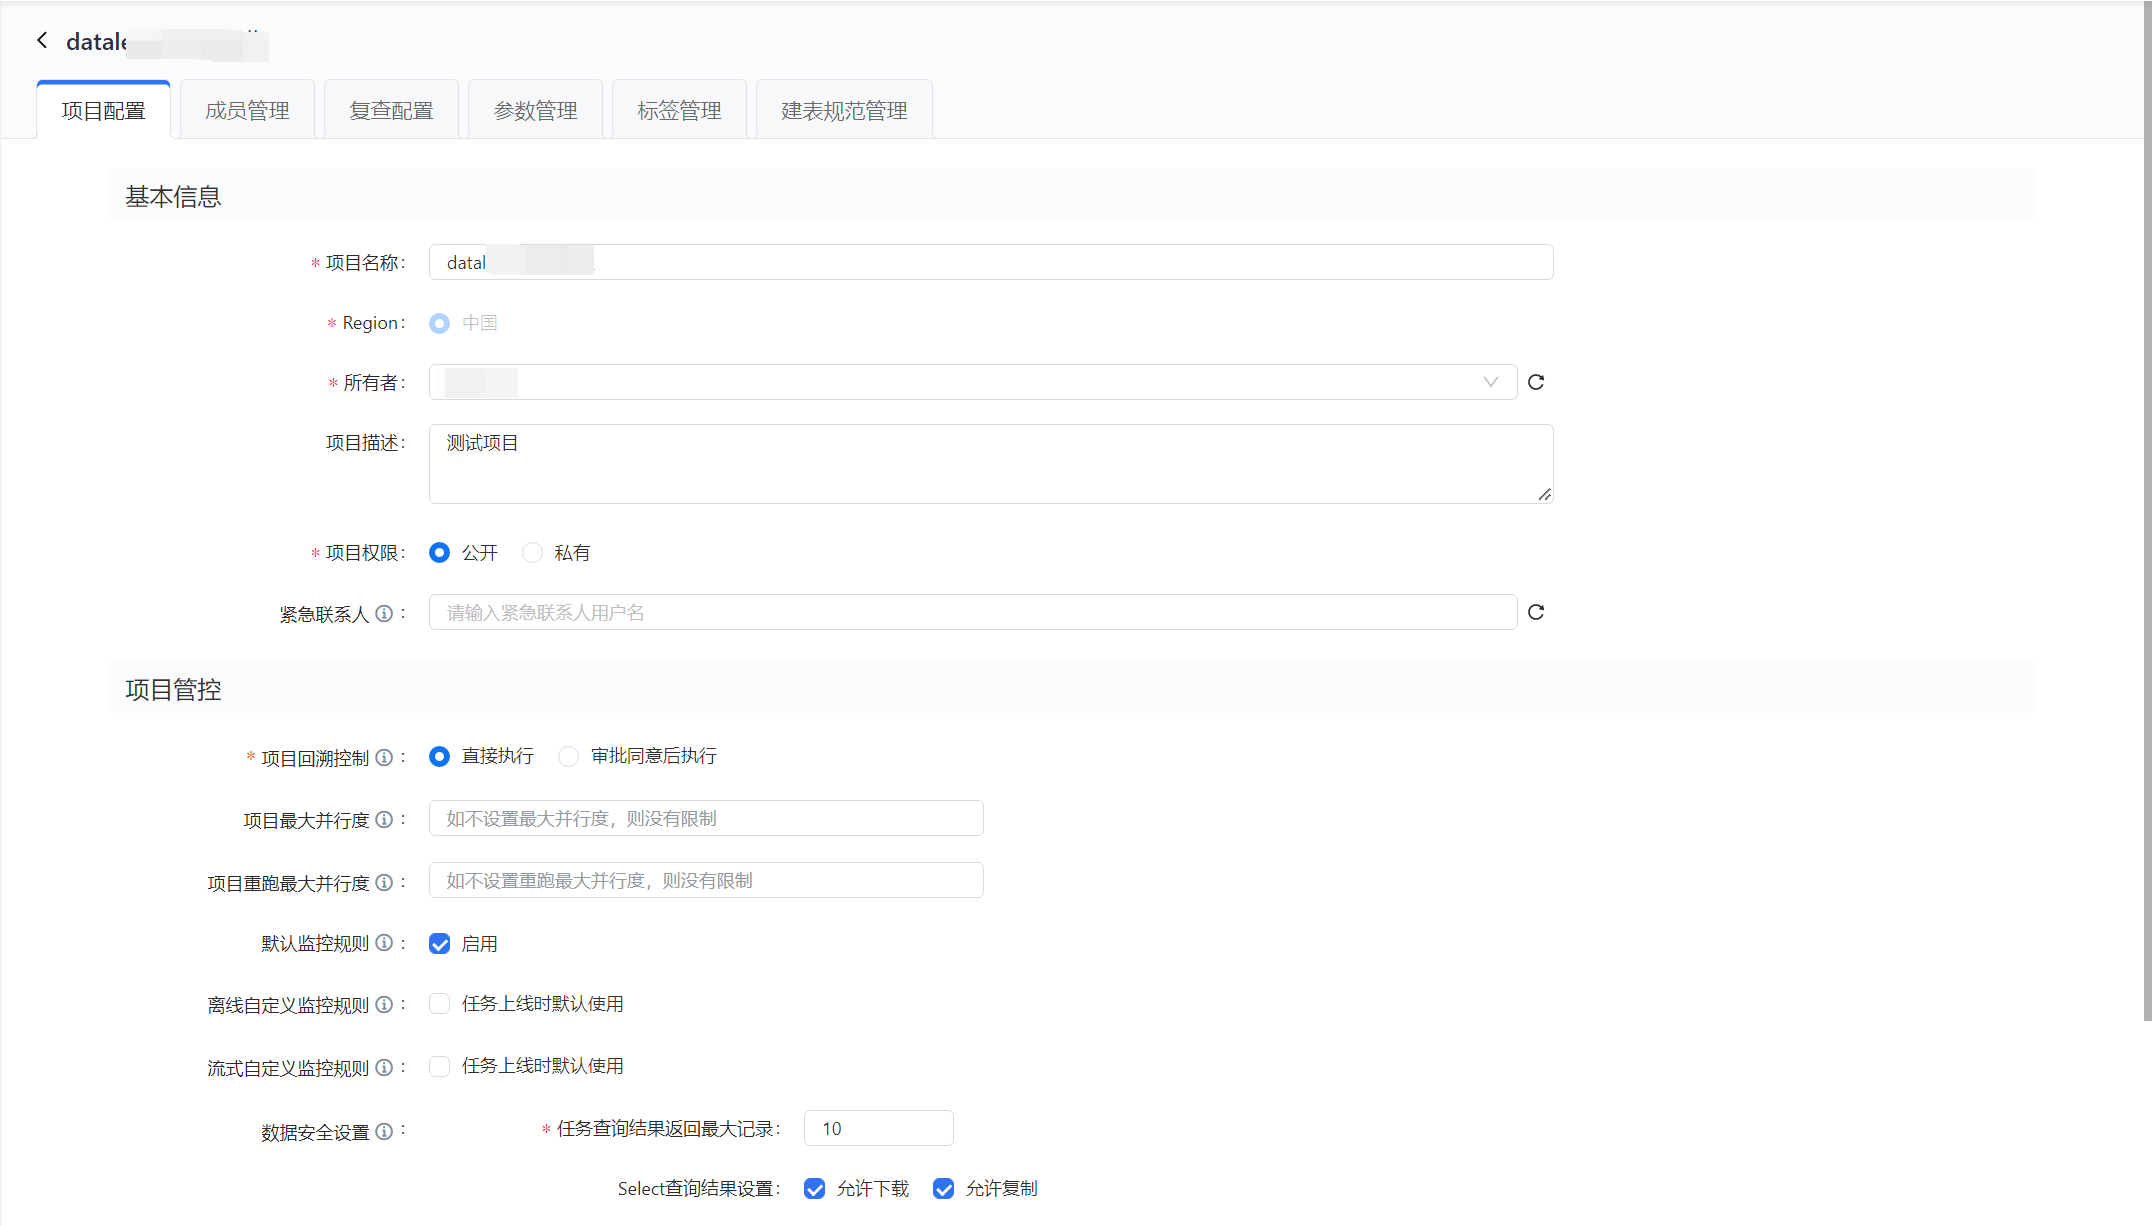 项目配置 成员管理 复查配置 参数管理 标签管理 建表规范管理
基本信息
* 项目名称:
* Region: 中国
* 所有者:
项目描述: 测试项目
* 项目权限: 公开 私有
紧急联系人 : 请输入紧急联系人用户名
项目管控
* 项目回溯控制 : 直接执行 审批同意后执行
项目最大并行度 : 如不设置最大并行度，则没有限制
项目重跑最大并行度 : 如不设置重跑最大并行度，则没有限制
默认监控规则 : 启用
离线自定义监控规则 : 任务上线时默认使用
流式自定义监控规则 : 任务上线时默认使用
数据安全设置 : * 任务查询结果返回最大记录: 10
Select查询结果设置: 允许下载 允许复制